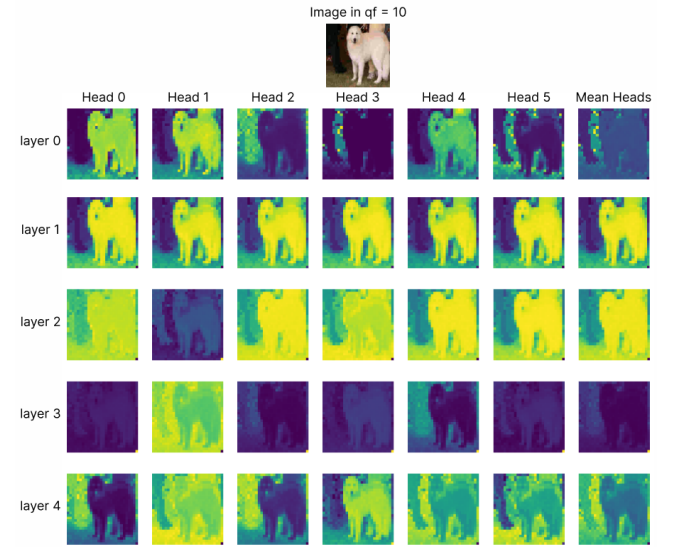 Image in qf = 10
Head 0 Head 1 Head 2 Head 3 Head 4 Head 5 Mean Heads
layer 0
layer 1
layer 2
layer 3
layer 4